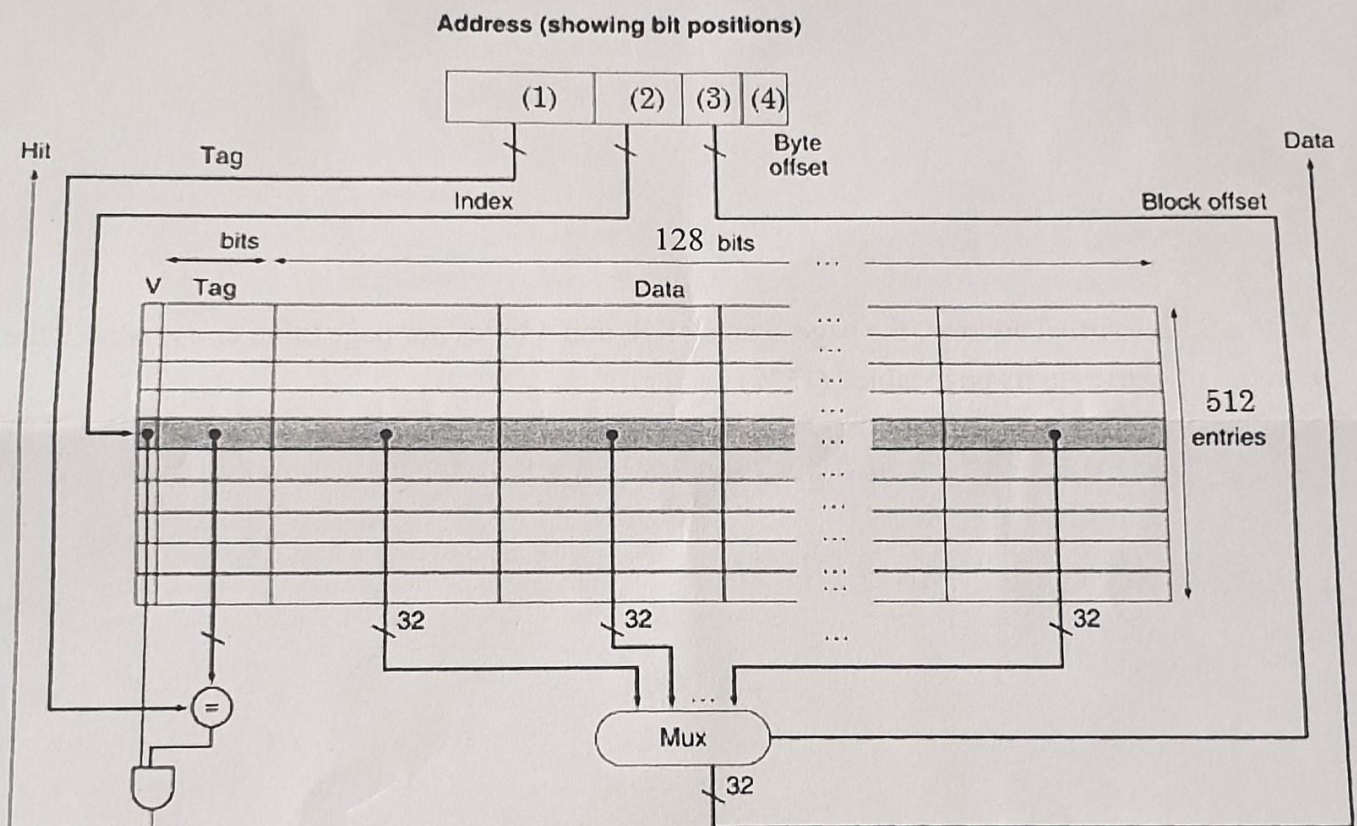 Address (showing bit positions)
(1) (2) (3) (4)
Hit
Tag
Byte
offset
Data
Index
Block offset
bits
128 bits
...
V Tag
Data
...
...
...
...
512
entries
...
...
...
...
...
...
32
32
...
32
=
...
Mux
32